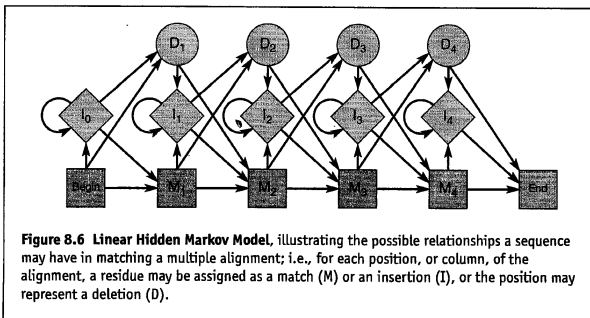 D1 D2 D3 D4
I0 I1 I2 I3 I4
Begin M1 M2 M3 M4 End
Figure 8.6 Linear Hidden Markov Model, illustrating the possible relationships a sequence
may have in matching a multiple alignment; i.e., for each position, or column, of the
alignment, a residue may be assigned as a match (M) or an insertion (I), or the position may
represent a deletion (D).